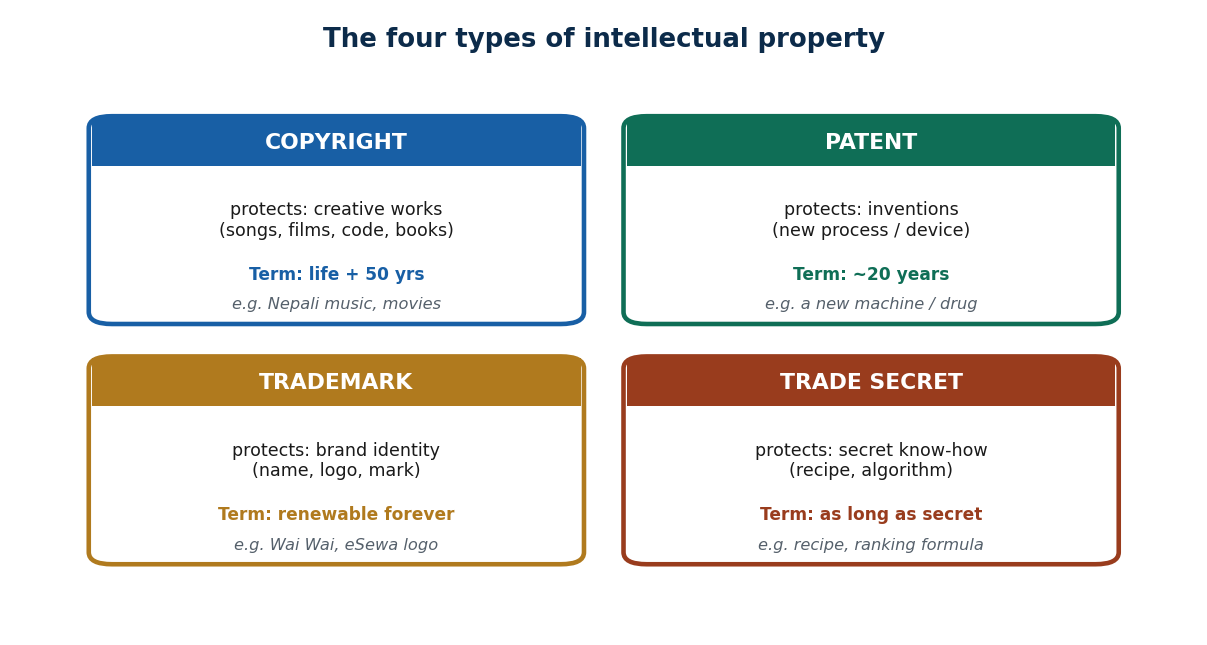 The four types of intellectual property
COPYRIGHT
protects: creative works
(songs, films, code, books)
Term: life + 50 yrs
e.g. Nepali music, movies
PATENT
protects: inventions
(new process / device)
Term: ~20 years
e.g. a new machine / drug
TRADEMARK
protects: brand identity
(name, logo, mark)
Term: renewable forever
e.g. Wai Wai, eSewa logo
TRADE SECRET
protects: secret know-how
(recipe, algorithm)
Term: as long as secret
e.g. recipe, ranking formula